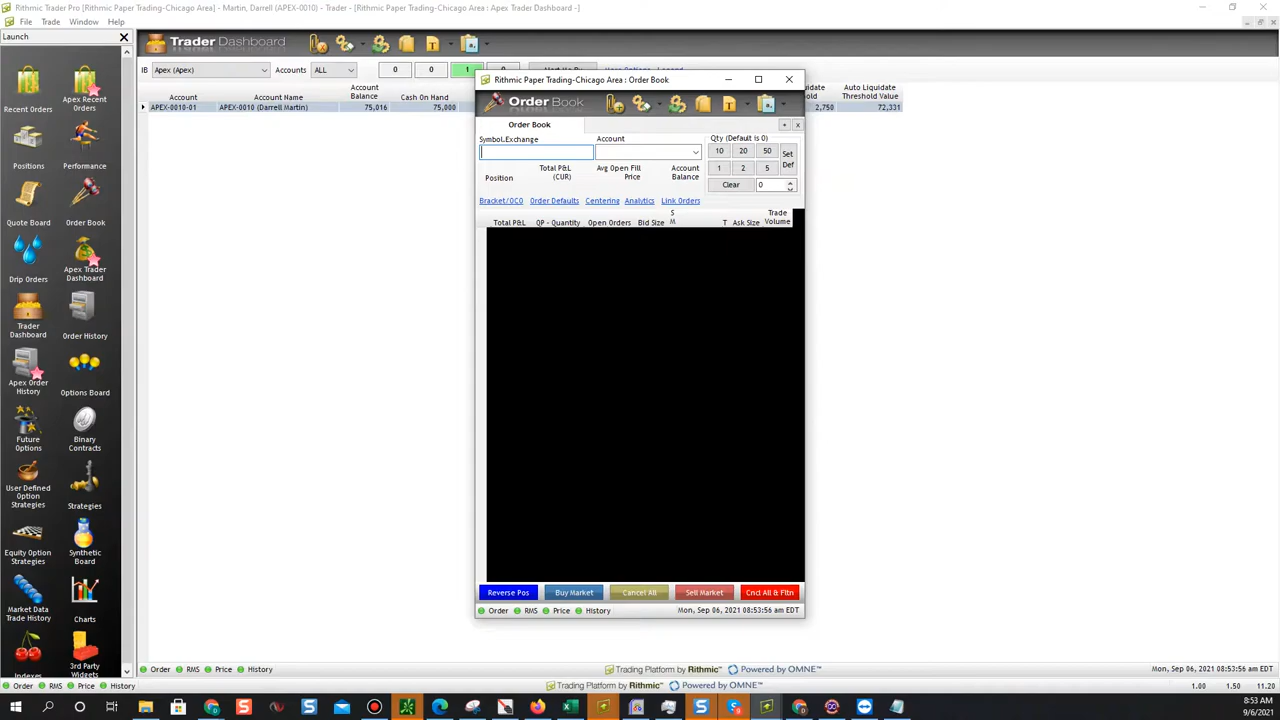 Rithmic Trader Pro [Rithmic Paper Trading-Chicago Area] - Martin, Darrell (APEX-0010) - Trader - [Rithmic Paper Trading-Chicago Area : Apex Trader Dashboard -]
File Trade Window Help
Launch
Recent Orders
Apex Recent Orders
Positions
Performance
Quote Board
Order Book
Drip Orders
Apex Trader Dashboard
Trader Dashboard
Order History
Apex Order History
Options Board
Future Options
Binary Contracts
User Defined Option Strategies
Strategies
Equity Option Strategies
Synthetic Board
Market Data Trade History
Charts
3rd Party
Trader Dashboard
IB Apex (Apex) Accounts ALL 0 0 1
Account Account Name Account Balance Cash On Hand Auto Liquidate Threshold Value
APEX-0010-01 APEX-0010 (Darrell Martin) 75,016 75,000 2,750 72,331
Rithmic Paper Trading-Chicago Area : Order Book
Order Book
Order Book
Symbol.Exchange Account Qty (Default is 0)
10 20 50 Set Def
1 2 5
Clear 0
Position Total P&L (CUR) Avg Open Fill Price Account Balance
Bracket/OCO Order Defaults Centering Analytics Link Orders
Total P&L QP - Quantity Open Orders Bid Size S M T Ask Size Trade Volume
Reverse Pos Buy Market Cancel All Sell Market Cncl All & Fltn
Order RMS Price History Mon, Sep 06, 2021 08:53:56 am EDT
Order RMS Price History Trading Platform by Rithmic™ Powered by OMNE™ Mon, Sep 06, 2021 08:53:56 am EDT
Order RMS Price History Trading Platform by Rithmic™ Powered by OMNE™ 1.00 1.50 11.20
8:53 AM
9/6/2021